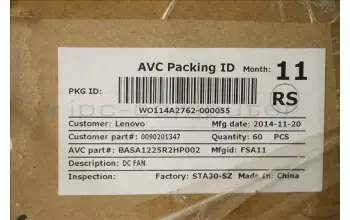 AVC Packing ID Month: 11
PKG ID:
RS
WO114A2762-000055
Customer: Lenovo Mfg date: 2014-11-20
Customer part#: 0090201347 Quantity: 60 PCS
AVC part#: BASA1225R2HP002 Mfgid: FSA11
Description: DC FAN
Inspection: Factory: STA30-SZ Made In: China